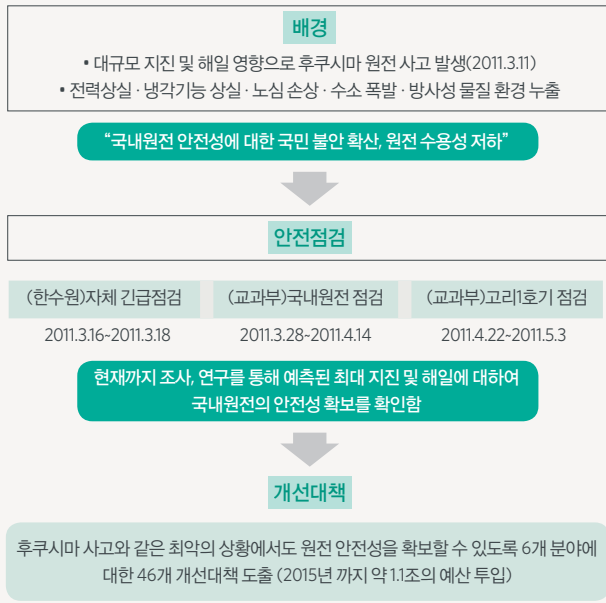 배경
• 대규모 지진 및 해일 영향으로 후쿠시마 원전 사고 발생(2011.3.11)
• 전력상실 · 냉각기능 상실 · 노심 손상 · 수소 폭발 · 방사성 물질 환경 누출
“국내원전 안전성에 대한 국민 불안 확산, 원전 수용성 저하”
안전점검
(한수원)자체 긴급점검 (교과부)국내원전 점검 (교과부)고리1호기 점검
2011.3.16~2011.3.18 2011.3.28~2011.4.14 2011.4.22~2011.5.3
현재까지 조사, 연구를 통해 예측된 최대 지진 및 해일에 대하여
국내원전의 안전성 확보를 확인함
개선대책
후쿠시마 사고와 같은 최악의 상황에서도 원전 안전성을 확보할 수 있도록 6개 분야에
대한 46개 개선대책 도출 (2015년 까지 약 1.1조의 예산 투입)